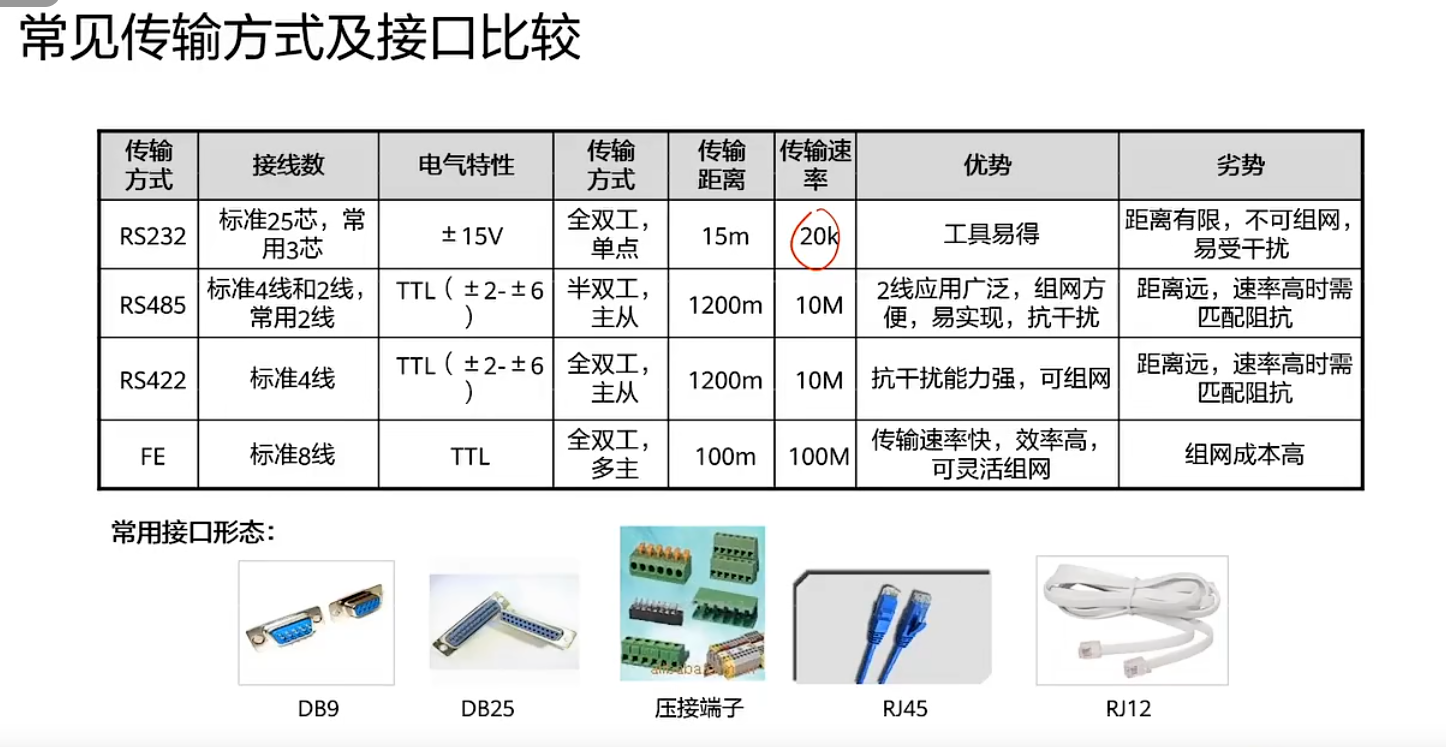 常见传输方式及接口比较
传输
方式
接线数
电气特性
传输
方式
传输
距离
传输速
率
优势
劣势
RS232
标准25芯，常
用3芯
±15V
全双工，
单点
15m
20k
工具易得
距离有限，不可组网，
易受干扰
RS485
标准4线和2线，
常用2线
TTL（±2-±6
）
半双工，
主从
1200m
10M
2线应用广泛，组网方
便，易实现，抗干扰
距离远，速率高时需
匹配阻抗
RS422
标准4线
TTL（±2-±6
）
全双工，
主从
1200m
10M
抗干扰能力强，可组网
距离远，速率高时需
匹配阻抗
FE
标准8线
TTL
全双工，
多主
100m
100M
传输速率快，效率高，
可灵活组网
组网成本高
常用接口形态：
DB9
DB25
压接端子
RJ45
RJ12